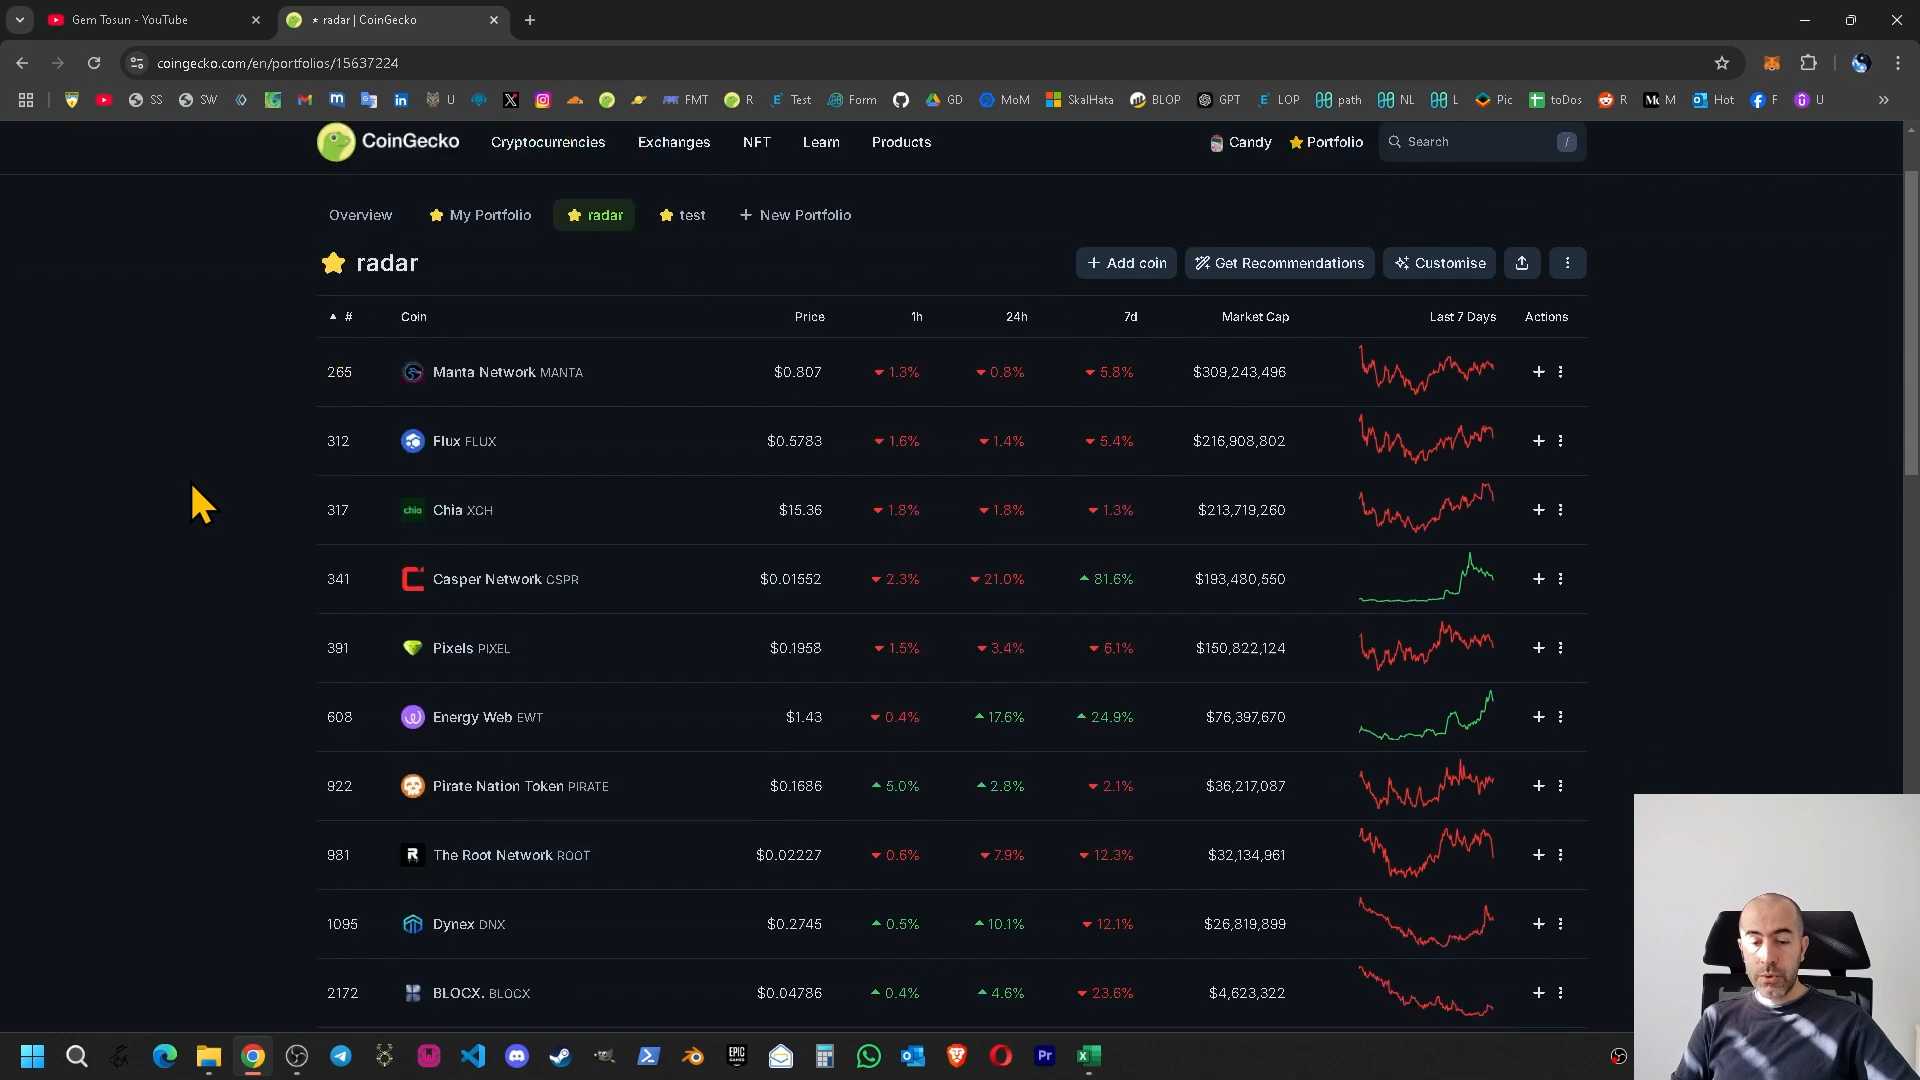 Gem Tosun - YouTube
* radar | CoinGecko
coingecko.com/en/portfolios/15637224
SS SW U FMT R Test Form GD MoM SkalHata BLOP GPT LOP path NL L Pic toDos R M Hot F U
CoinGecko Cryptocurrencies Exchanges NFT Learn Products Candy Portfolio Search /
Overview My Portfolio radar test + New Portfolio
radar + Add coin Get Recommendations Customise
# Coin Price 1h 24h 7d Market Cap Last 7 Days Actions
265 Manta Network MANTA $0.807 1.3% 0.8% 5.8% $309,243,496
312 Flux FLUX $0.5783 1.6% 1.4% 5.4% $216,908,802
317 chia Chia XCH $15.36 1.8% 1.8% 1.3% $213,719,260
341 Casper Network CSPR $0.01552 2.3% 21.0% 81.6% $193,480,550
391 Pixels PIXEL $0.1958 1.5% 3.4% 6.1% $150,822,124
608 Energy Web EWT $1.43 0.4% 17.6% 24.9% $76,397,670
922 Pirate Nation Token PIRATE $0.1686 5.0% 2.8% 2.1% $36,217,087
981 The Root Network ROOT $0.02227 0.6% 7.9% 12.3% $32,134,961
1095 Dynex DNX $0.2745 0.5% 10.1% 12.1% $26,819,899
2172 BLOCX. BLOCX $0.04786 0.4% 4.6% 23.6% $4,623,322
EPIC GAMES Pr